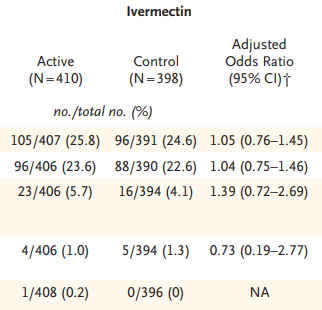 Ivermectin
Active Control Adjusted Odds Ratio
(N=410) (N=398) (95% CI)†
no./total no. (%)
105/407 (25.8) 96/391 (24.6) 1.05 (0.76–1.45)
96/406 (23.6) 88/390 (22.6) 1.04 (0.75–1.46)
23/406 (5.7) 16/394 (4.1) 1.39 (0.72–2.69)
4/406 (1.0) 5/394 (1.3) 0.73 (0.19–2.77)
1/408 (0.2) 0/396 (0) NA